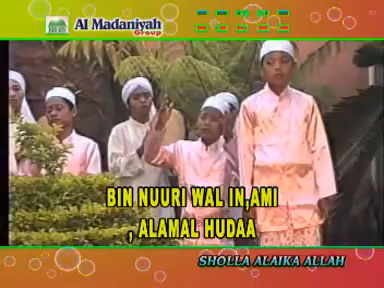 Al Madaniyah
Group
BIN NUURI WAL IN,AMI
, ALAMAL HUDAA
SHOLLA ALAIKA ALLAH